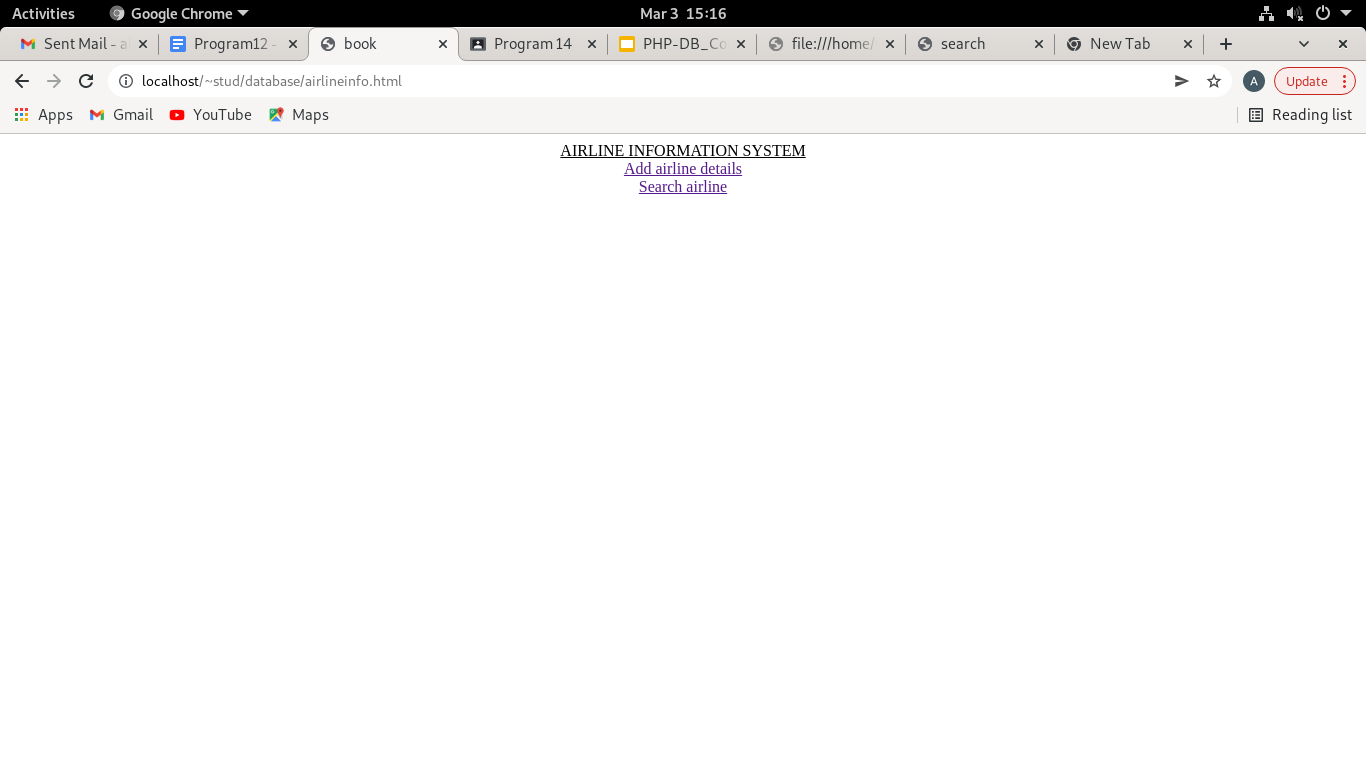 Activities Google Chrome Mar 3 15:16
Sent Mail - a Program12 - book Program 14 PHP-DB_Co file:///home/ search New Tab
localhost/~stud/database/airlineinfo.html A Update
Apps Gmail YouTube Maps Reading list
AIRLINE INFORMATION SYSTEM
Add airline details
Search airline